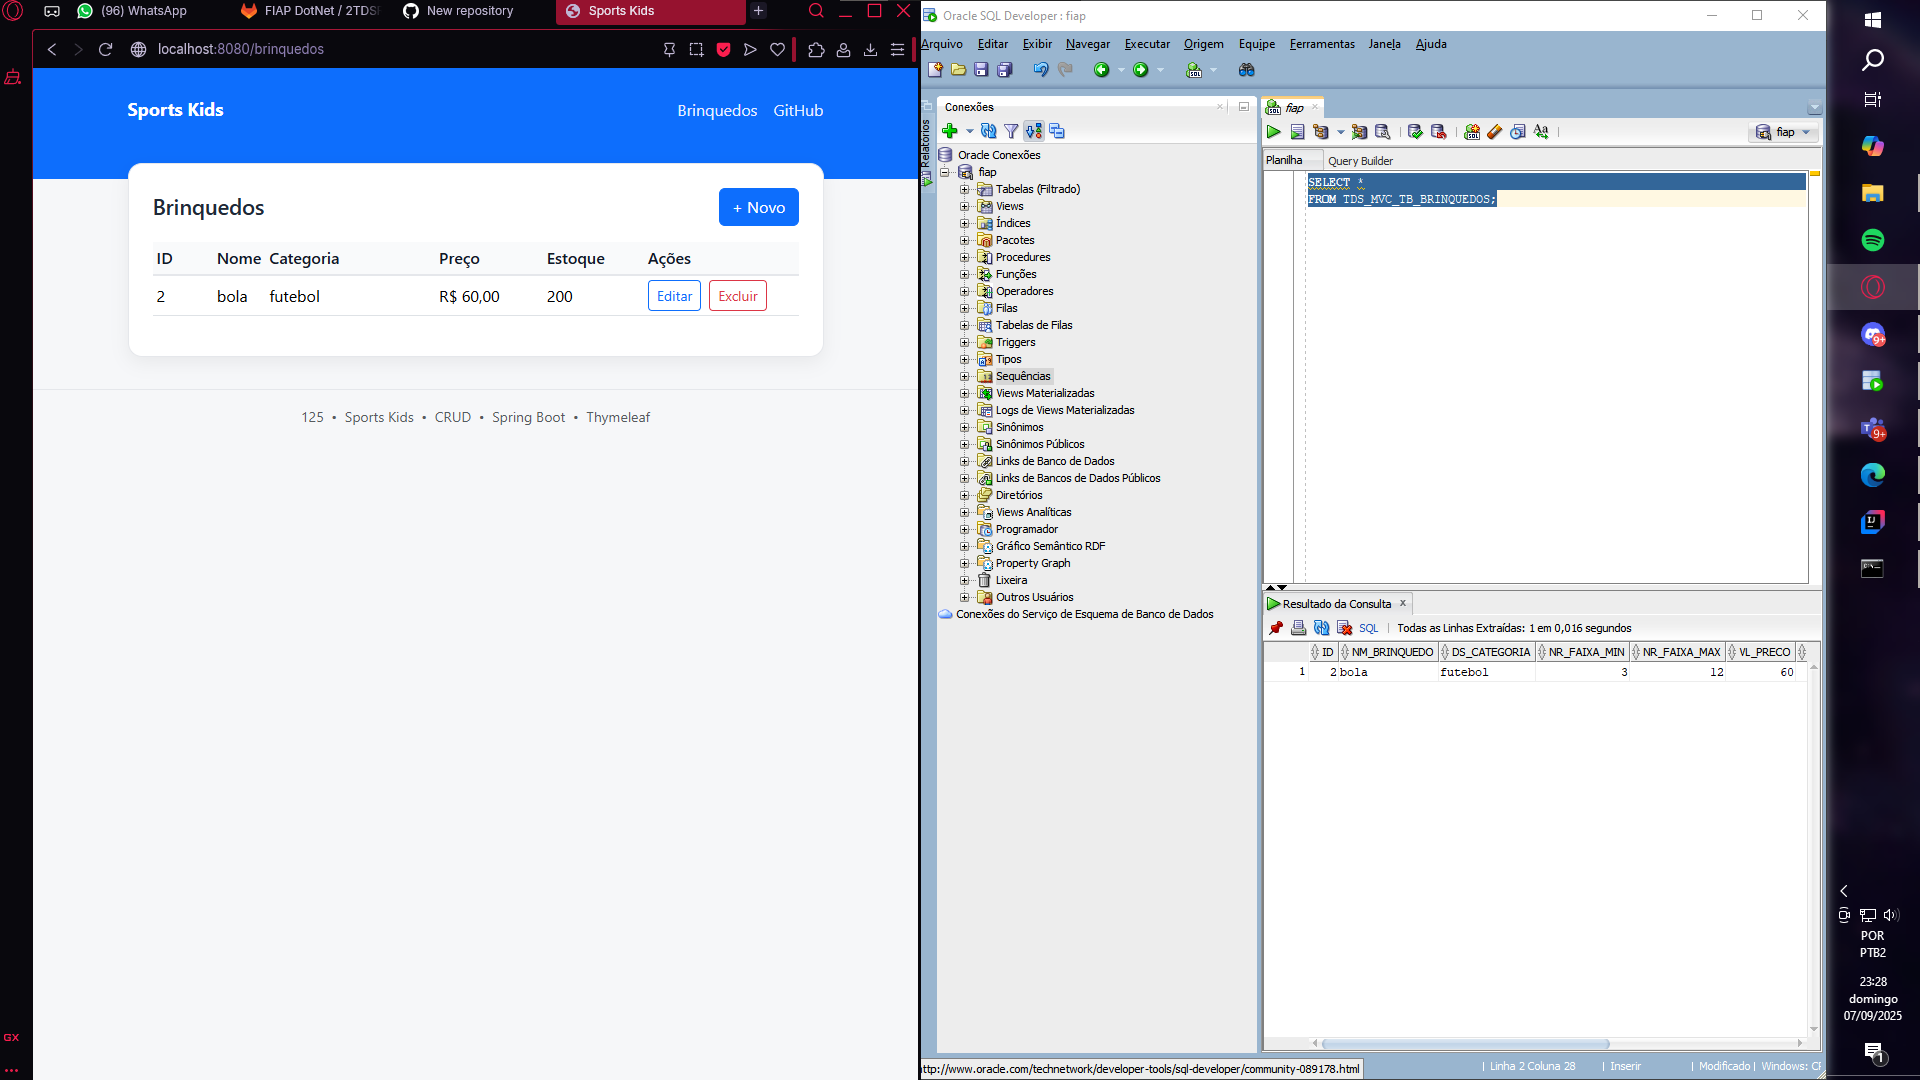 (96) WhatsApp
FIAP DotNet / 2TDS
New repository
Sports Kids
localhost:8080/brinquedos
Sports Kids
Brinquedos GitHub
Brinquedos
+ Novo
ID Nome Categoria Preço Estoque Ações
2 bola futebol R$ 60,00 200 Editar Excluir
125 • Sports Kids • CRUD • Spring Boot • Thymeleaf
GX
Oracle SQL Developer : fiap
Arquivo Editar Exibir Navegar Executar Origem Equipe Ferramentas Janela Ajuda
Relatórios
Conexões
Oracle Conexões
fiap
Tabelas (Filtrado)
Views
Índices
Pacotes
Procedures
Funções
Operadores
Filas
Tabelas de Filas
Triggers
Tipos
Sequências
Views Materializadas
Logs de Views Materializadas
Sinônimos
Sinônimos Públicos
Links de Banco de Dados
Links de Bancos de Dados Públicos
Diretórios
Views Analíticas
Programador
Gráfico Semântico RDF
Property Graph
Lixeira
Outros Usuários
Conexões do Serviço de Esquema de Banco de Dados
fiap
Aa
fiap
Planilha Query Builder
SELECT *
FROM TDS_MVC_TB_BRINQUEDOS;
Resultado da Consulta
SQL | Todas as Linhas Extraídas: 1 em 0,016 segundos
ID NM_BRINQUEDO DS_CATEGORIA NR_FAIXA_MIN NR_FAIXA_MAX VL_PRECO
1 2 bola futebol 3 12 60
ttp://www.oracle.com/technetwork/developer-tools/sql-developer/community-089178.html
| Linha 2 Coluna 28 | Inserir | Modificado | Windows: CF
9+
9+
POR
PTB2
23:28
domingo
07/09/2025
1